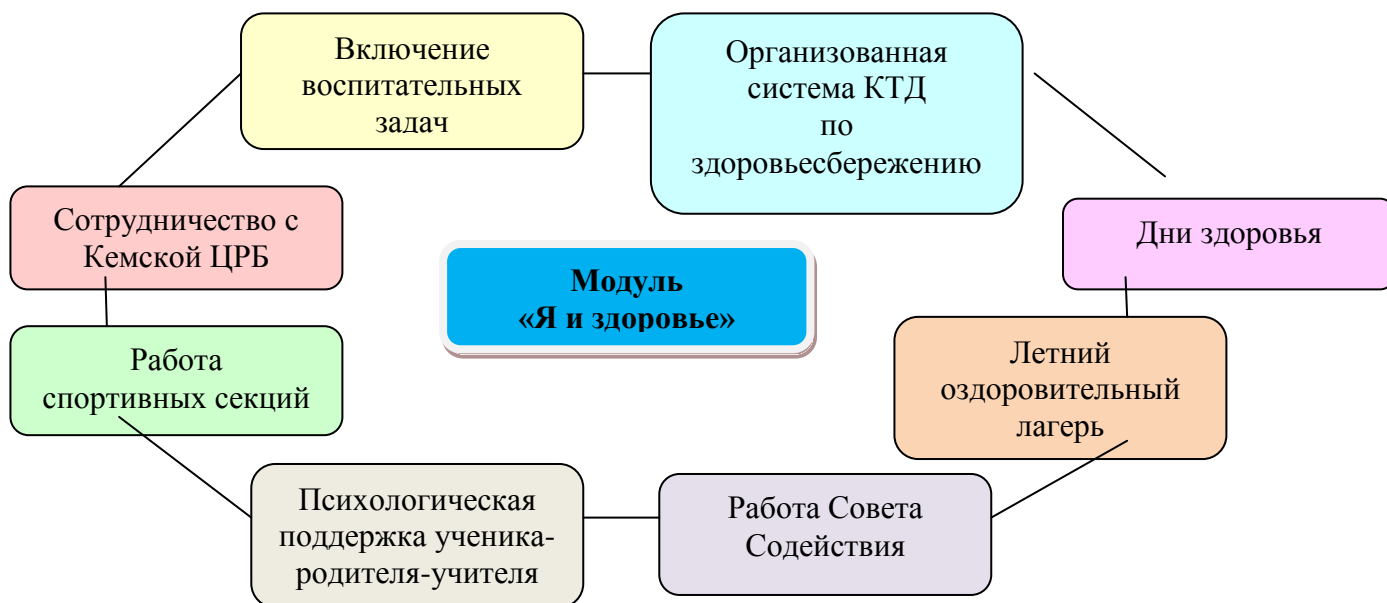 Включение
воспитательных
задач
Организованная
система КТД
по
здоровьесбережению
Сотрудничество с
Кемской ЦРБ
Дни здоровья
Модуль
«Я и здоровье»
Работа
спортивных секций
Летний
оздоровительный
лагерь
Психологическая
поддержка ученика-
родителя-учителя
Работа Совета
Содействия